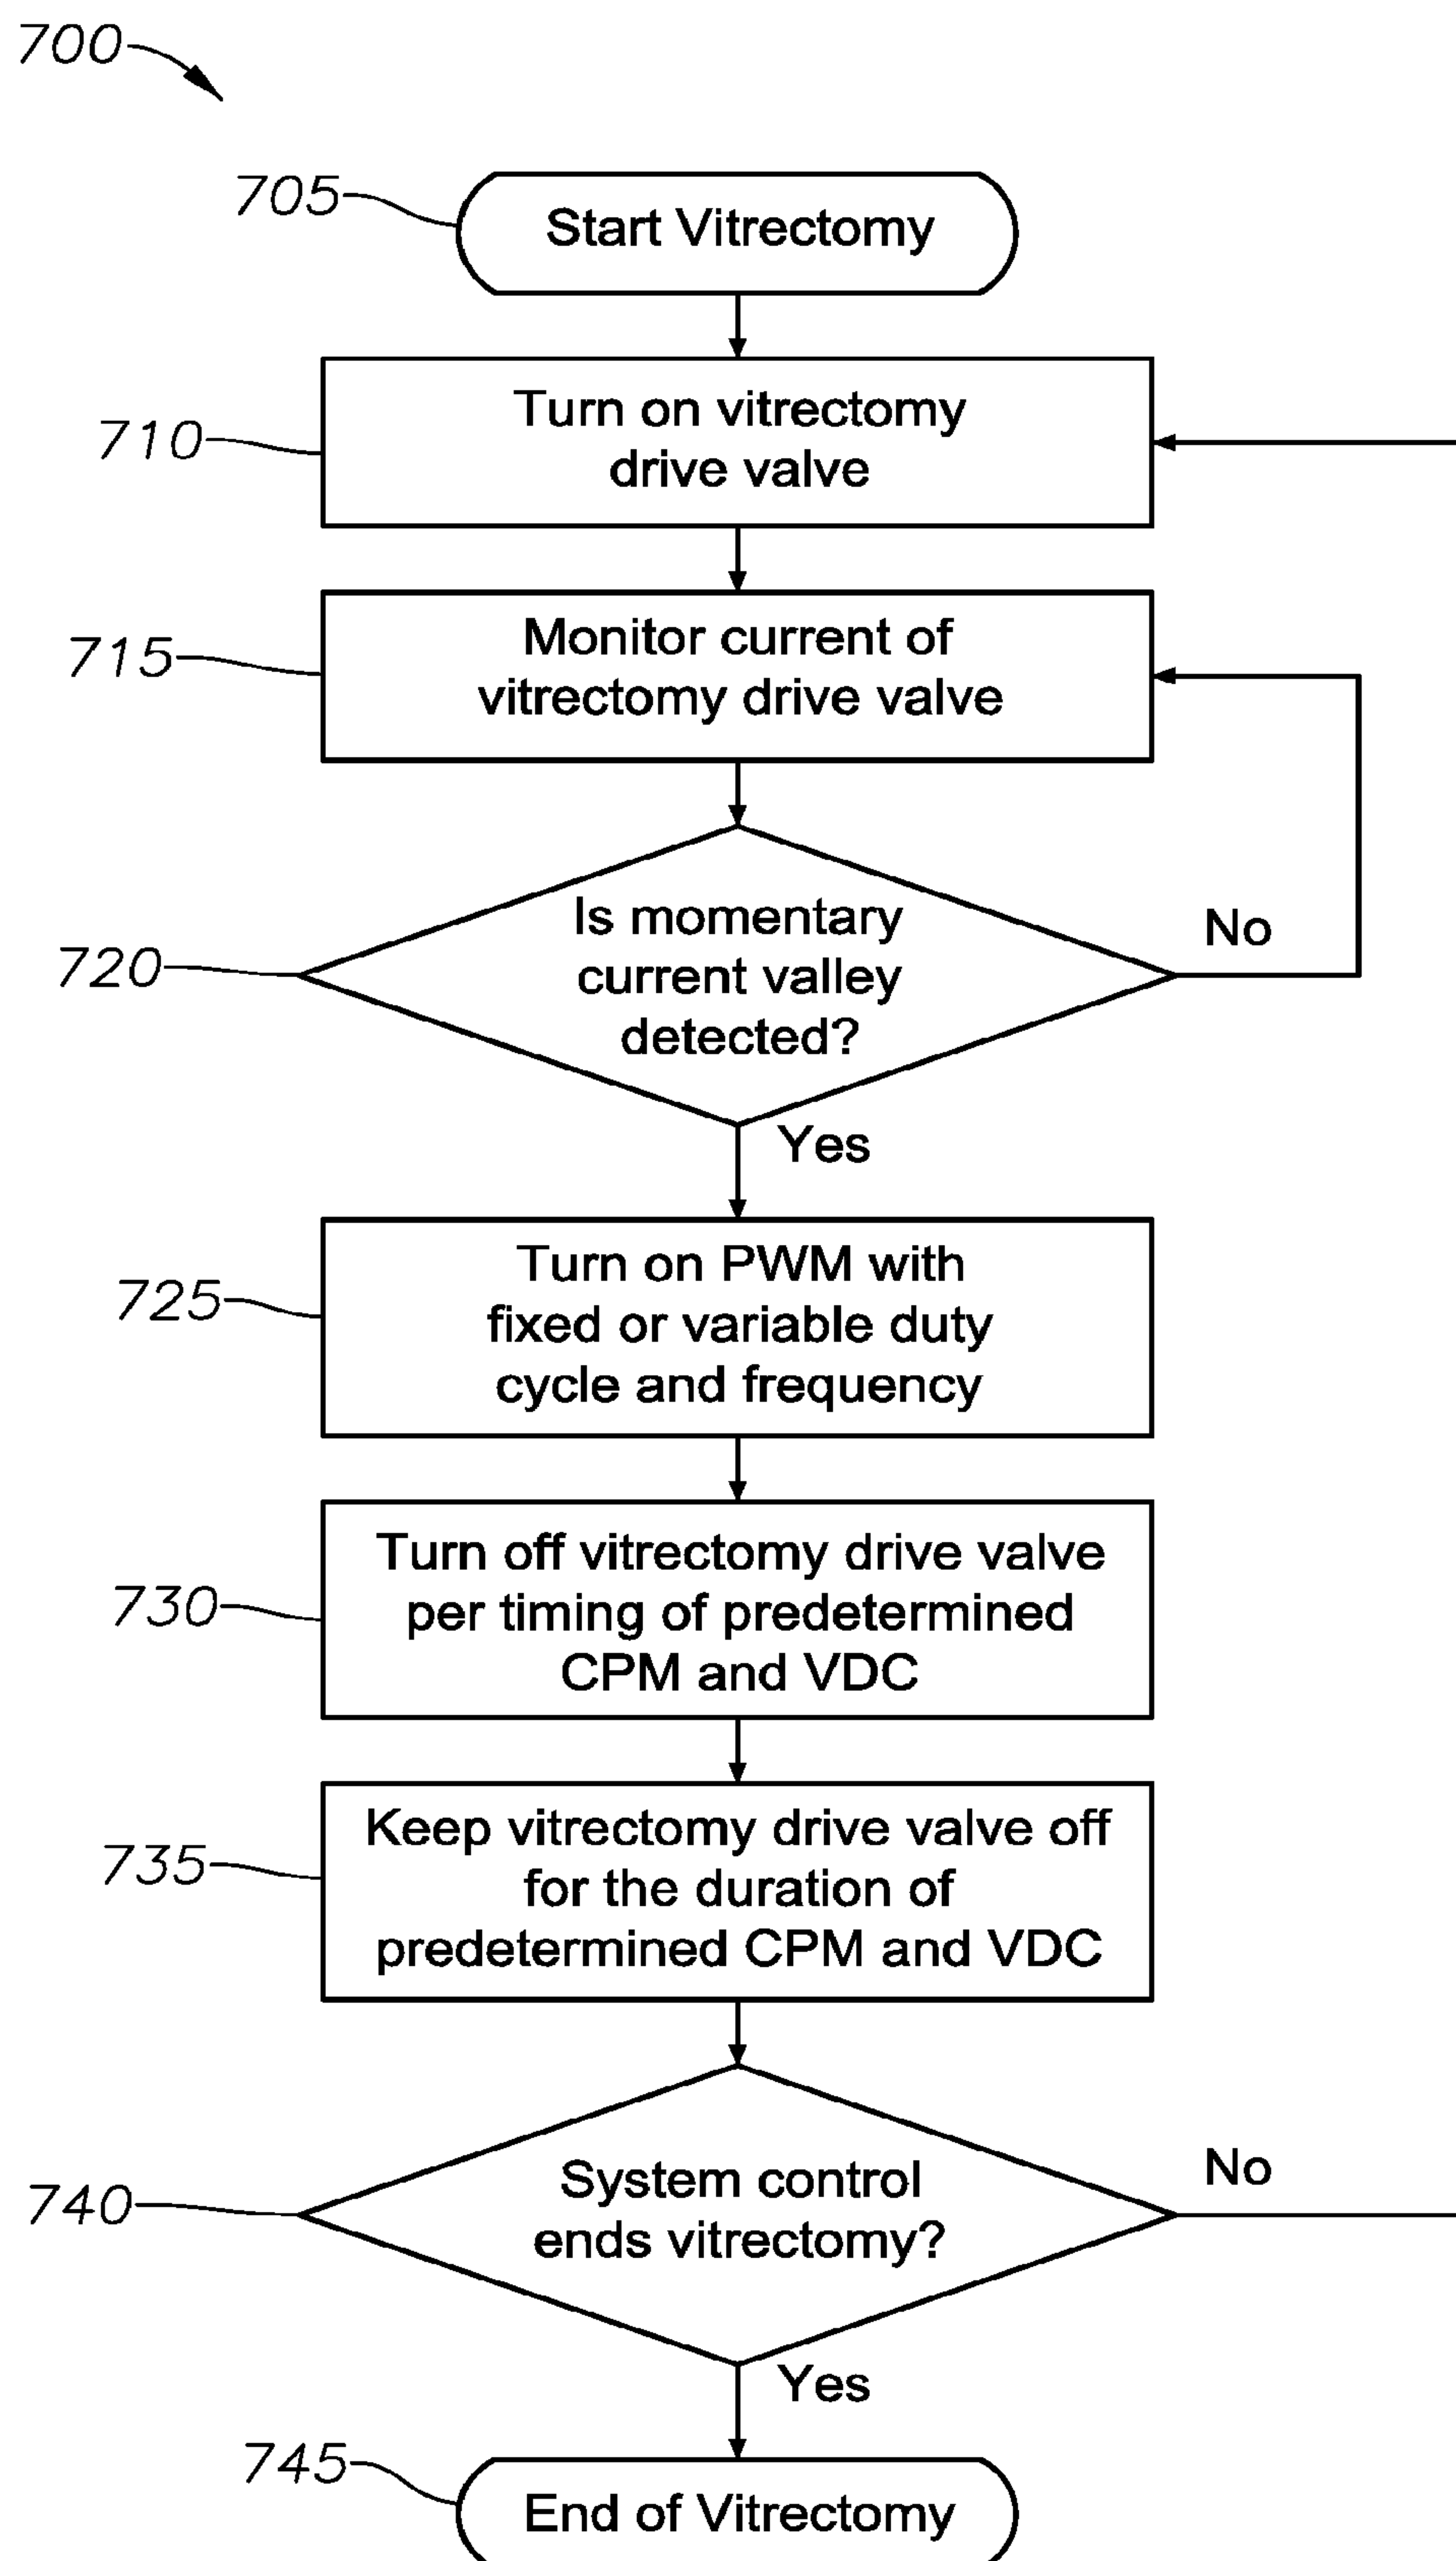 700
705
Start Vitrectomy
710
Turn on vitrectomy
drive valve
715
Monitor current of
vitrectomy drive valve
720
Is momentary
current valley
detected?
No
Yes
725
Turn on PWM with
fixed or variable duty
cycle and frequency
730
Turn off vitrectomy drive valve
per timing of predetermined
CPM and VDC
735
Keep vitrectomy drive valve off
for the duration of
predetermined CPM and VDC
740
System control
ends vitrectomy?
No
Yes
745
End of Vitrectomy